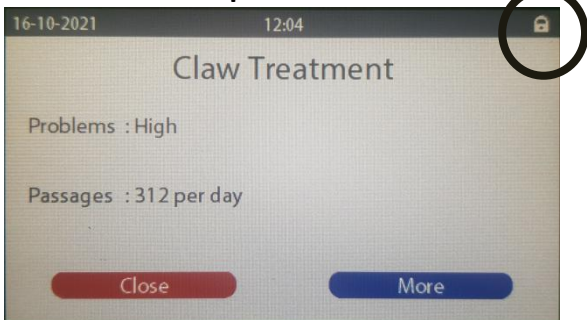 16-10-2021 12:04
Claw Treatment
Problems : High
Passages : 312 per day
Close More